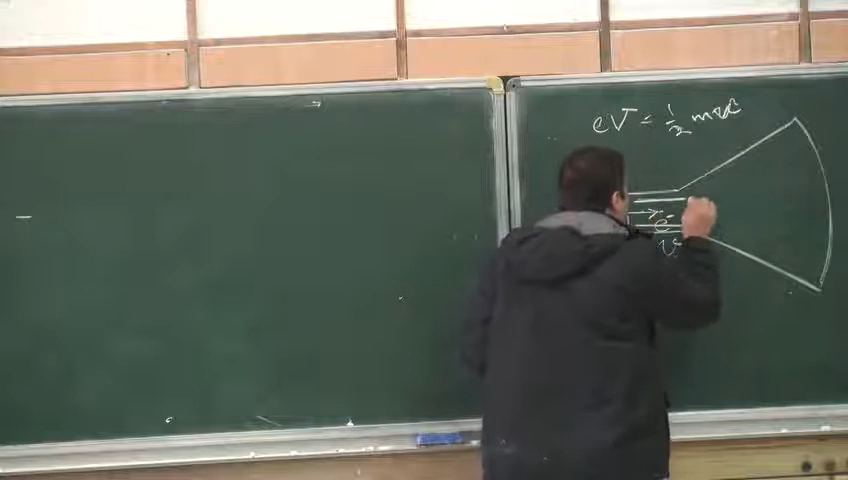 eV = ½ mv²
e⁻
v